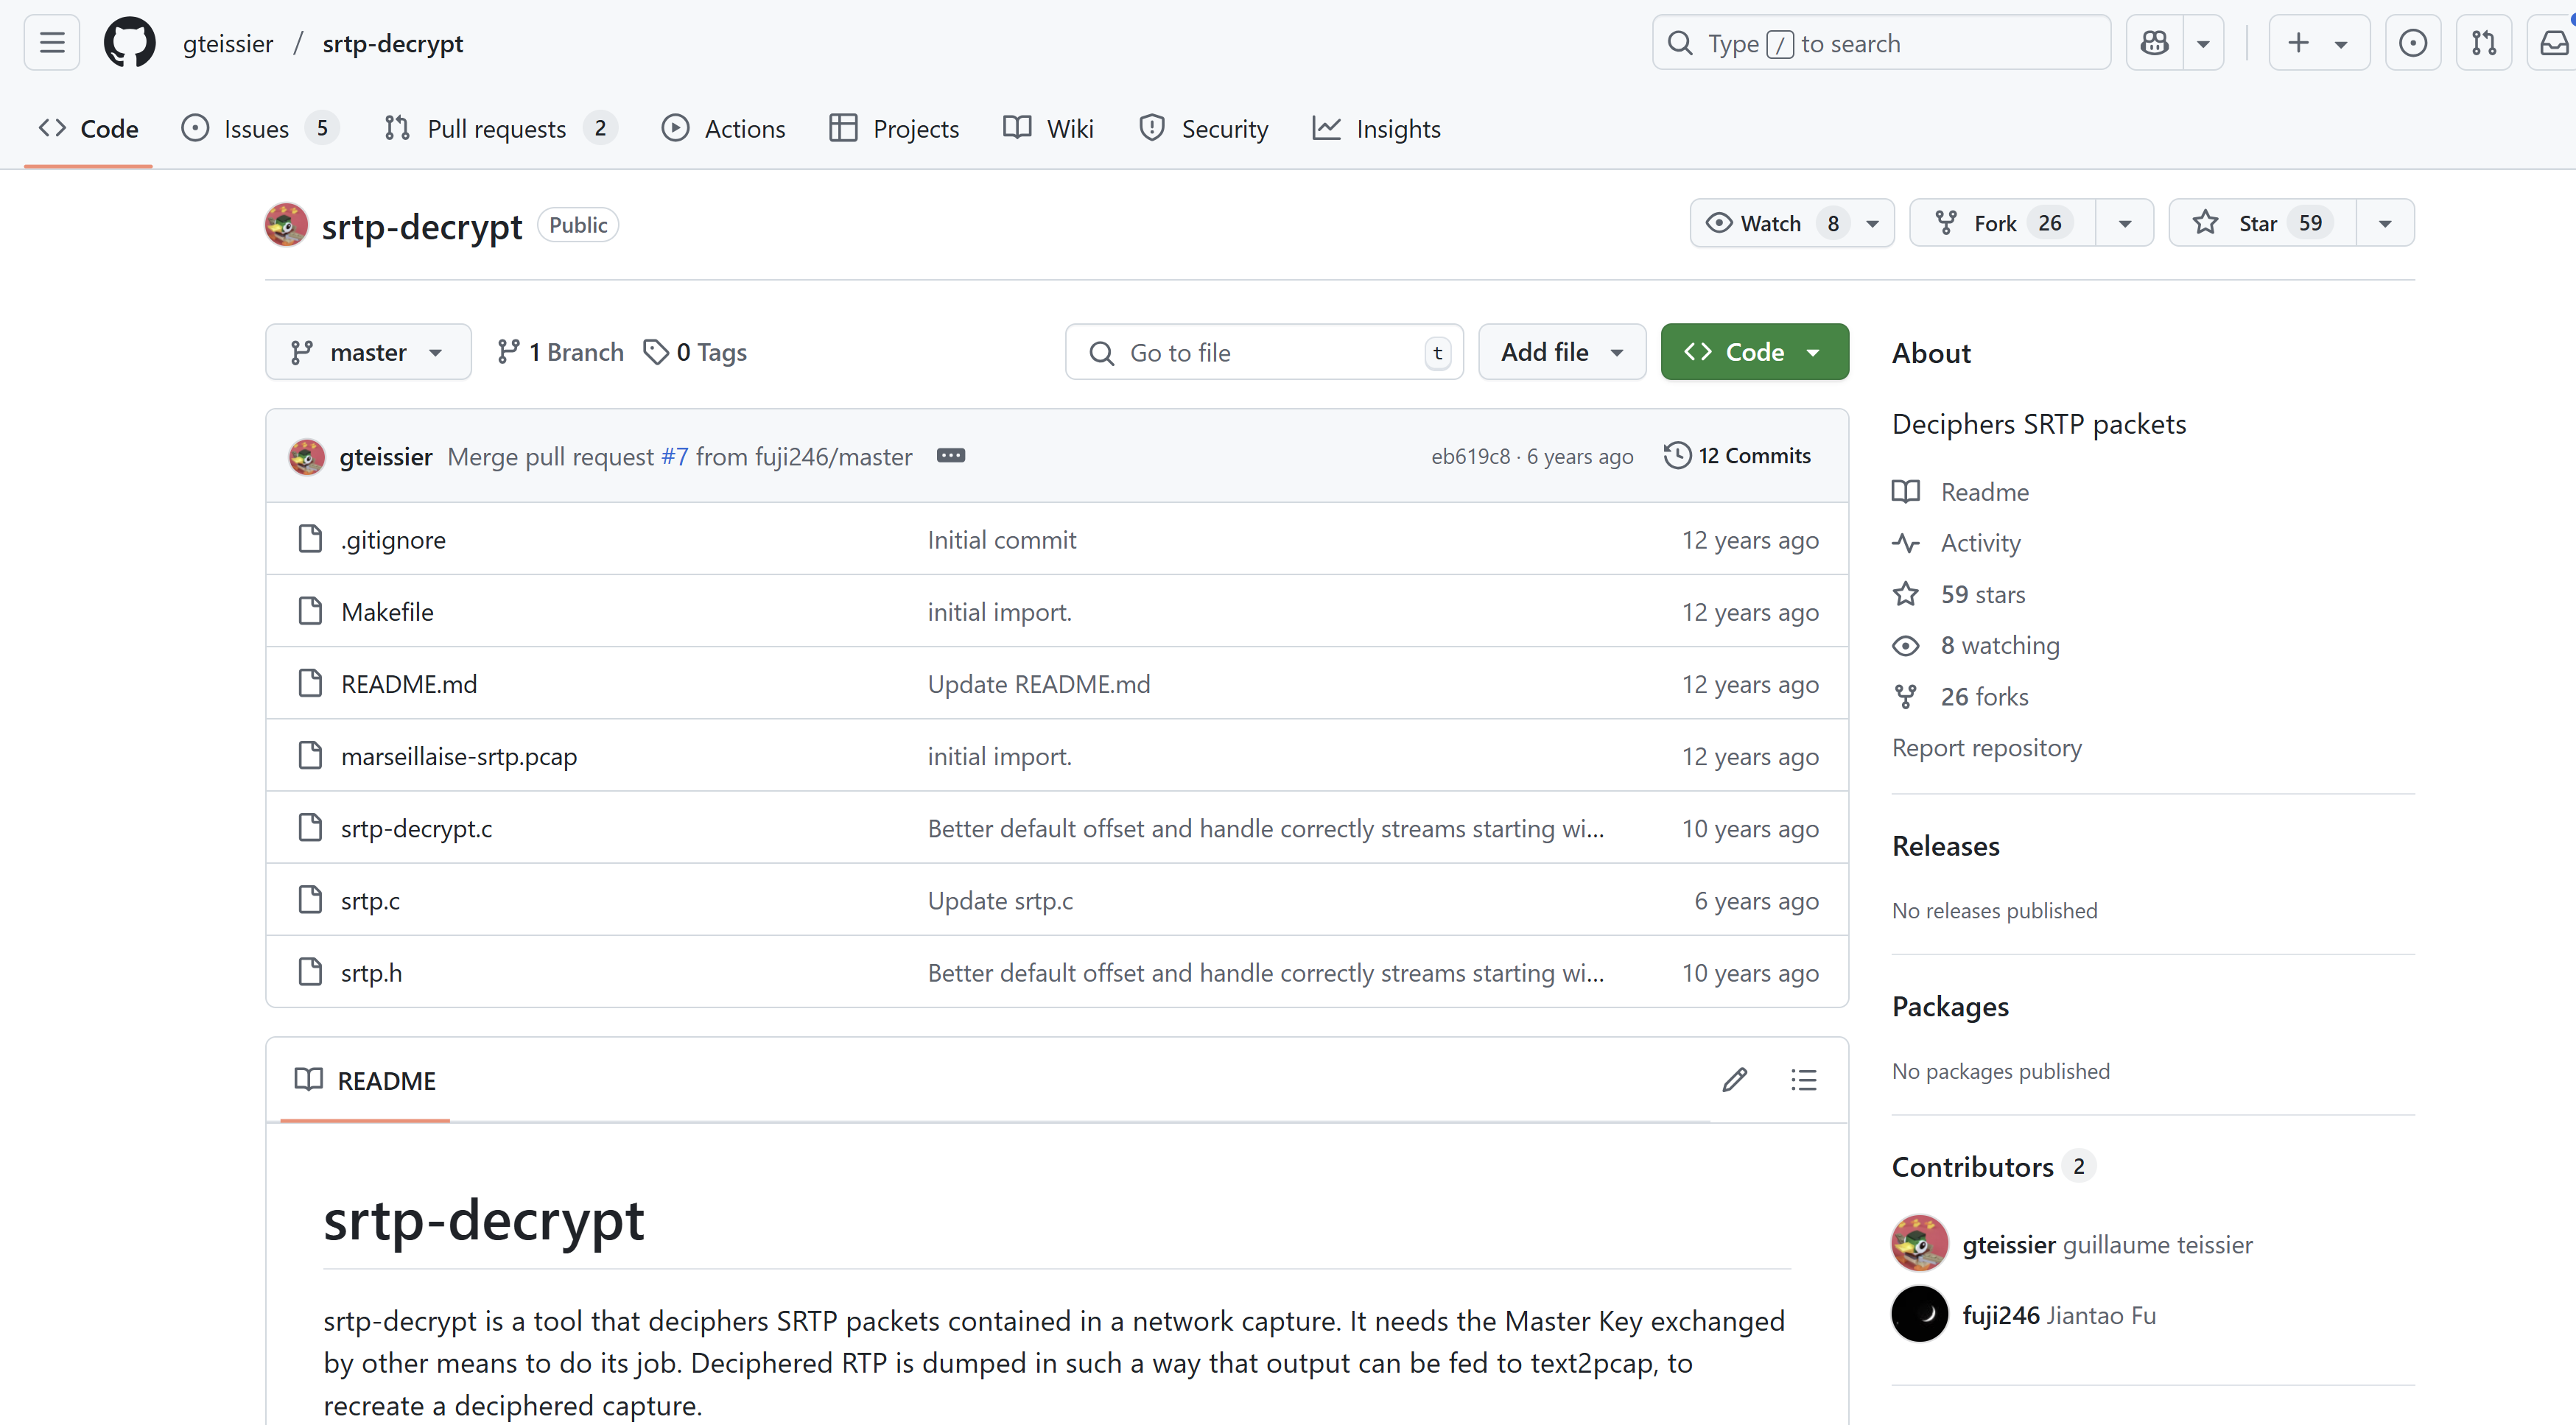 gteissier / srtp-decrypt
Type / to search
Code
Issues 5
Pull requests 2
Actions
Projects
Wiki
Security
Insights
srtp-decrypt Public
Watch 8
Fork 26
Star 59
master
1 Branch
0 Tags
Go to file t
Add file
Code
gteissier Merge pull request #7 from fuji246/master
eb619c8 · 6 years ago
12 Commits
.gitignore Initial commit 12 years ago
Makefile initial import. 12 years ago
README.md Update README.md 12 years ago
marseillaise-srtp.pcap initial import. 12 years ago
srtp-decrypt.c Better default offset and handle correctly streams starting wi... 10 years ago
srtp.c Update srtp.c 6 years ago
srtp.h Better default offset and handle correctly streams starting wi... 10 years ago
README
srtp-decrypt
srtp-decrypt is a tool that deciphers SRTP packets contained in a network capture. It needs the Master Key exchanged
by other means to do its job. Deciphered RTP is dumped in such a way that output can be fed to text2pcap, to
recreate a deciphered capture.
About
Deciphers SRTP packets
Readme
Activity
59 stars
8 watching
26 forks
Report repository
Releases
No releases published
Packages
No packages published
Contributors 2
gteissier guillaume teissier
fuji246 Jiantao Fu